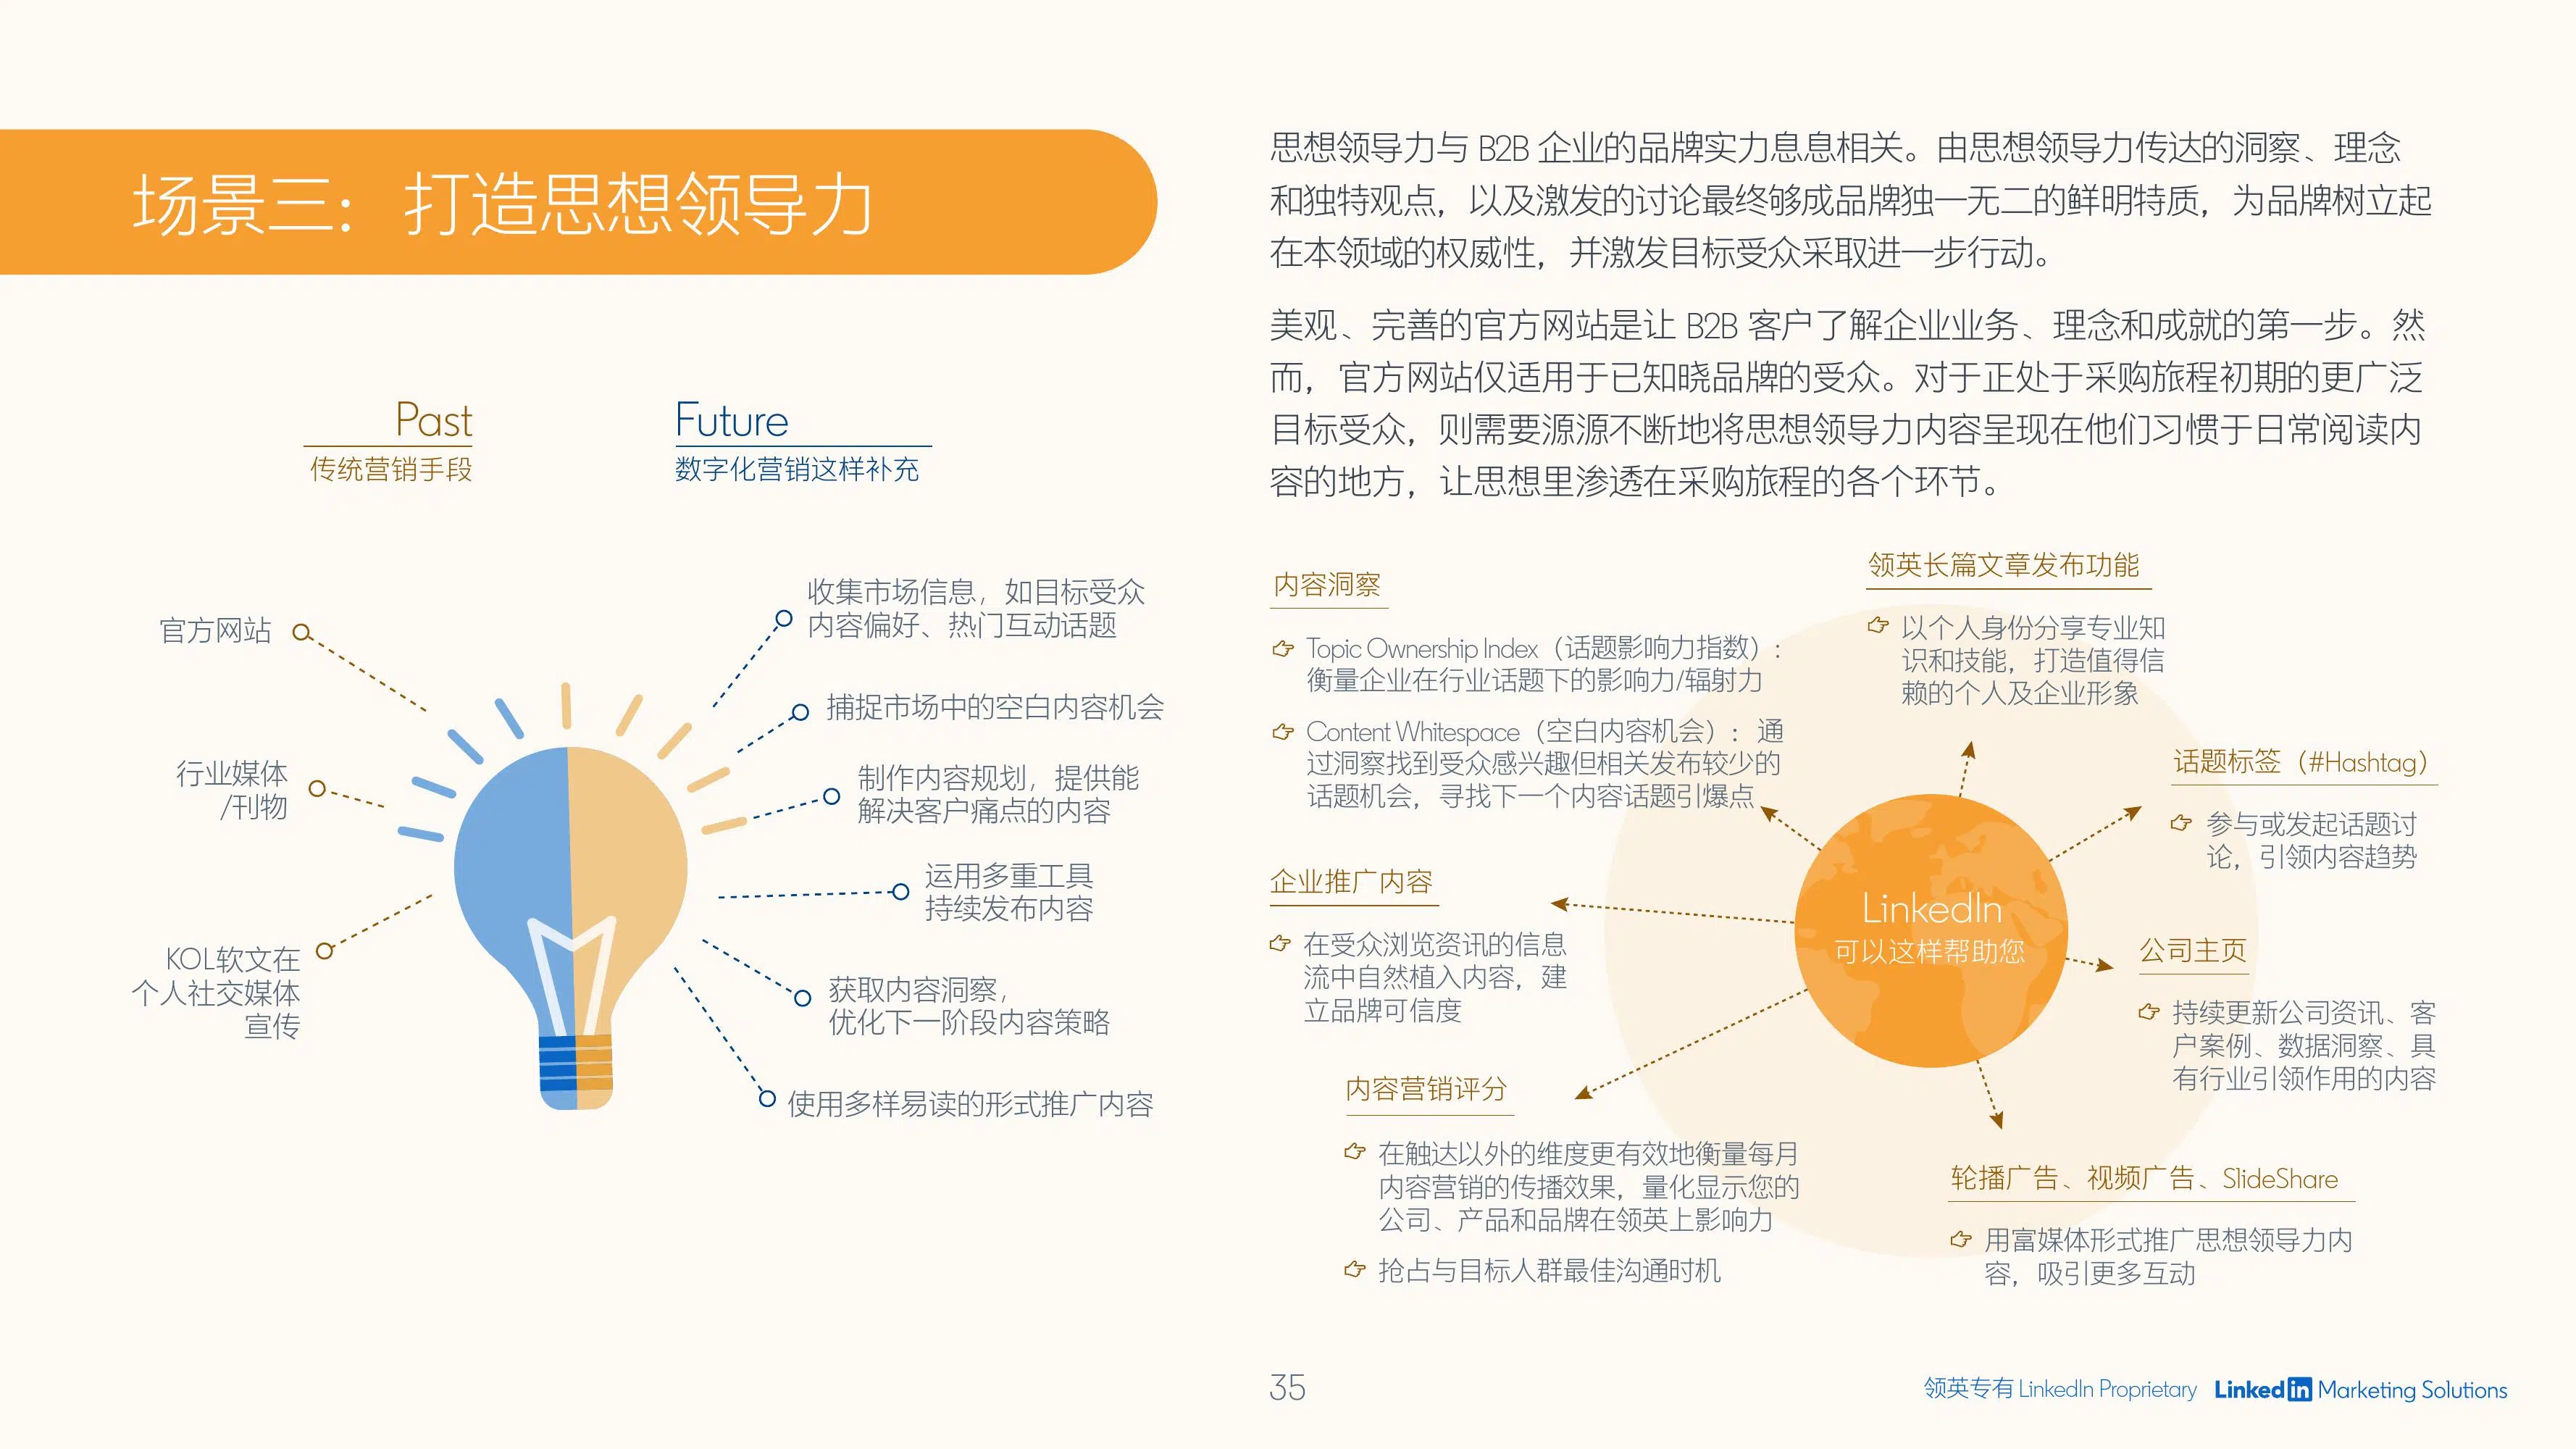 场景三：打造思想领导力
Past
传统营销手段
官方网站
行业媒体
/刊物
KOL软文在
个人社交媒体
宣传
Future
数字化营销这样补充
收集市场信息，如目标受众
内容偏好、热门互动话题
捕捉市场中的空白内容机会
制作内容规划，提供能
解决客户痛点的内容
运用多重工具
持续发布内容
获取内容洞察，
优化下一阶段内容策略
使用多样易读的形式推广内容
思想领导力与 B2B 企业的品牌实力息息相关。由思想领导力传达的洞察、理念
和独特观点，以及激发的讨论最终够成品牌独一无二的鲜明特质，为品牌树立起
在本领域的权威性，并激发目标受众采取进一步行动。
美观、完善的官方网站是让 B2B 客户了解企业业务、理念和成就的第一步。然
而，官方网站仅适用于已知晓品牌的受众。对于正处于采购旅程初期的更广泛
目标受众，则需要源源不断地将思想领导力内容呈现在他们习惯于日常阅读内
容的地方，让思想里渗透在采购旅程的各个环节。
内容洞察
Topic Ownership Index（话题影响力指数）：
衡量企业在行业话题下的影响力/辐射力
Content Whitespace（空白内容机会）：通
过洞察找到受众感兴趣但相关发布较少的
话题机会，寻找下一个内容话题引爆点
企业推广内容
在受众浏览资讯的信息
流中自然植入内容，建
立品牌可信度
内容营销评分
在触达以外的维度更有效地衡量每月
内容营销的传播效果，量化显示您的
公司、产品和品牌在领英上影响力
抢占与目标人群最佳沟通时机
领英长篇文章发布功能
以个人身份分享专业知
识和技能，打造值得信
赖的个人及企业形象
话题标签（#Hashtag）
参与或发起话题讨
论，引领内容趋势
LinkedIn
可以这样帮助您
公司主页
持续更新公司资讯、客
户案例、数据洞察、具
有行业引领作用的内容
轮播广告、视频广告、SlideShare
用富媒体形式推广思想领导力内
容，吸引更多互动
35
领英专有 LinkedIn Proprietary LinkedIn Marketing Solutions